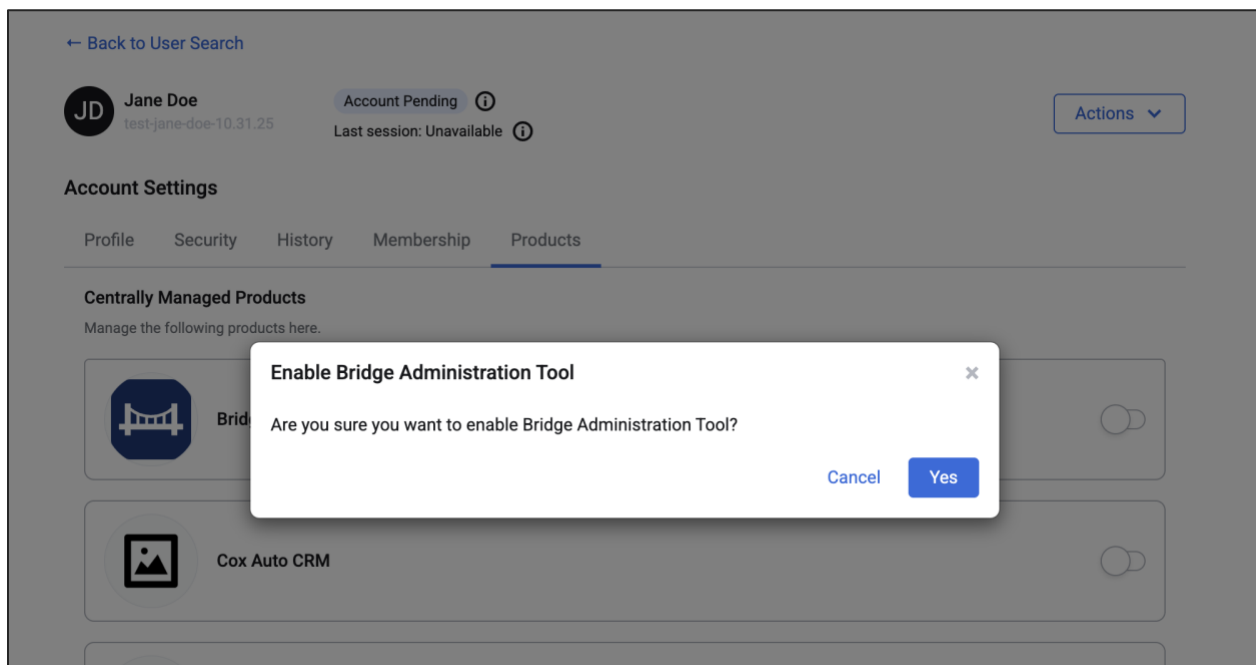 ← Back to User Search
JD
Jane Doe
test-jane-doe-10.31.25
Account Pending
Last session: Unavailable
Actions
Account Settings
Profile Security History Membership Products
Centrally Managed Products
Manage the following products here.
Enable Bridge Administration Tool
Are you sure you want to enable Bridge Administration Tool?
Cancel Yes
Cox Auto CRM